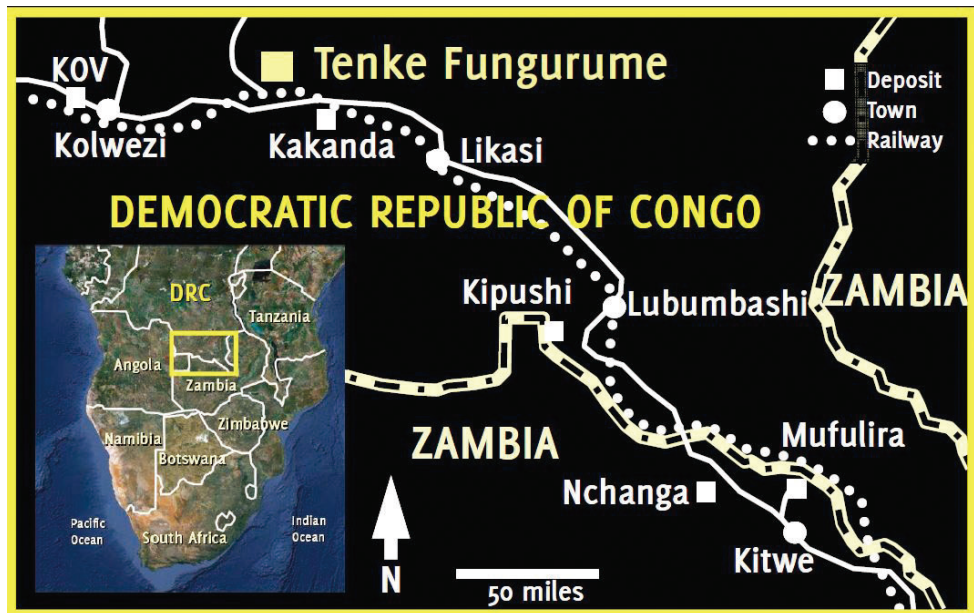 Tenke Fungurume
KOV
Kolwezi
Kakanda
Likasi
Deposit
Town
Railway
DEMOCRATIC REPUBLIC OF CONGO
DRC
Tanzania
Angola
Zambia
Zimbabwe
Namibia
Botswana
Pacific
Ocean
Indian
Ocean
South Africa
Kipushi
Lubumbashi
ZAMBIA
ZAMBIA
Mufulira
Nchanga
Kitwe
N
50 miles